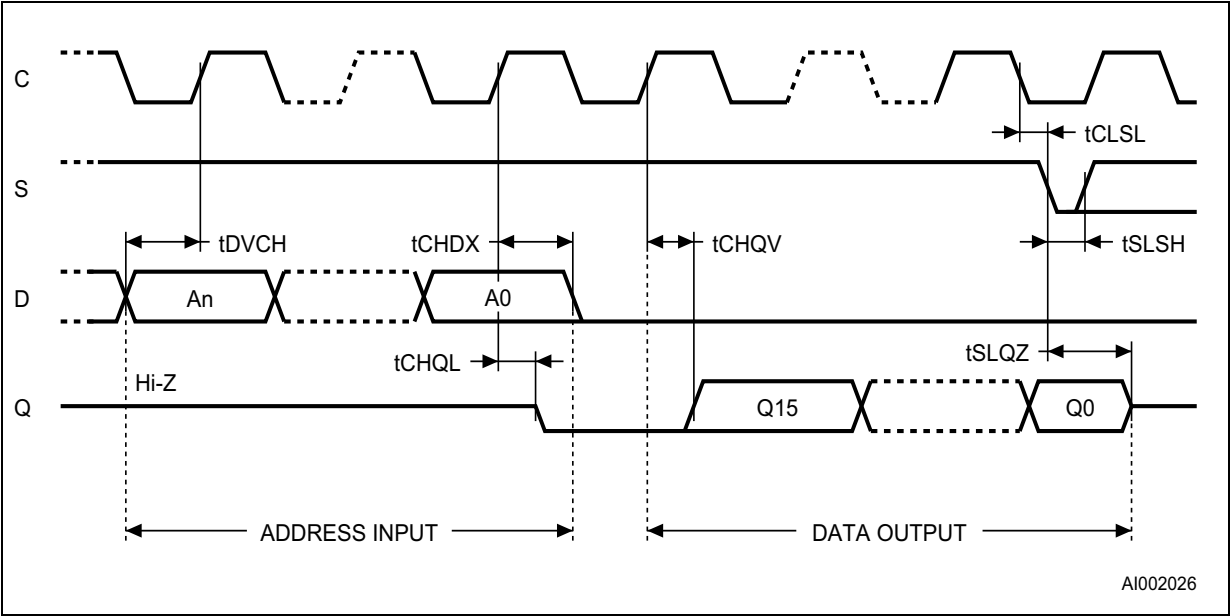 C
tCLSL
S
tDVCH
tCHDX
tCHQV
tSLSH
D
An
A0
tCHQL
tSLQZ
Hi-Z
Q
Q15
Q0
ADDRESS INPUT
DATA OUTPUT
AI002026